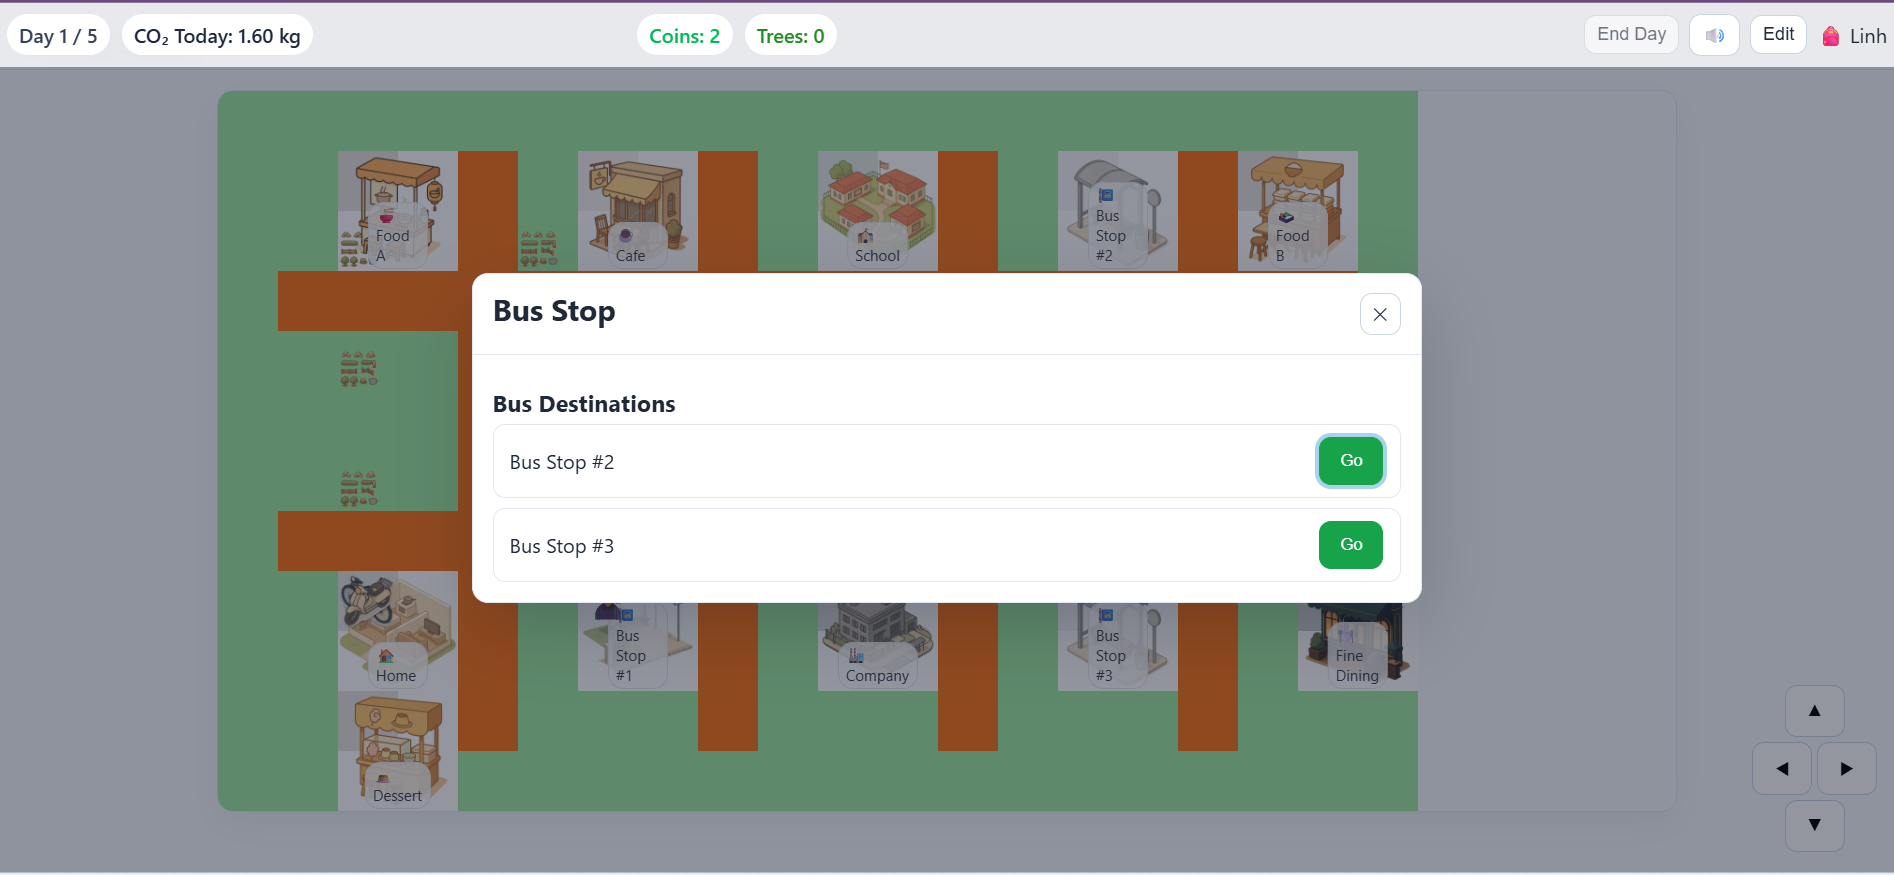 Day 1 / 5
CO₂ Today: 1.60 kg
Coins: 2
Trees: 0
End Day
Edit
Linh
Food
A
Cafe
School
Bus
Stop
#2
Food
B
Bus Stop
Bus Destinations
Bus Stop #2
Go
Bus Stop #3
Go
Home
Bus
Stop
#1
Company
Bus
Stop
#3
Fine
Dining
Dessert